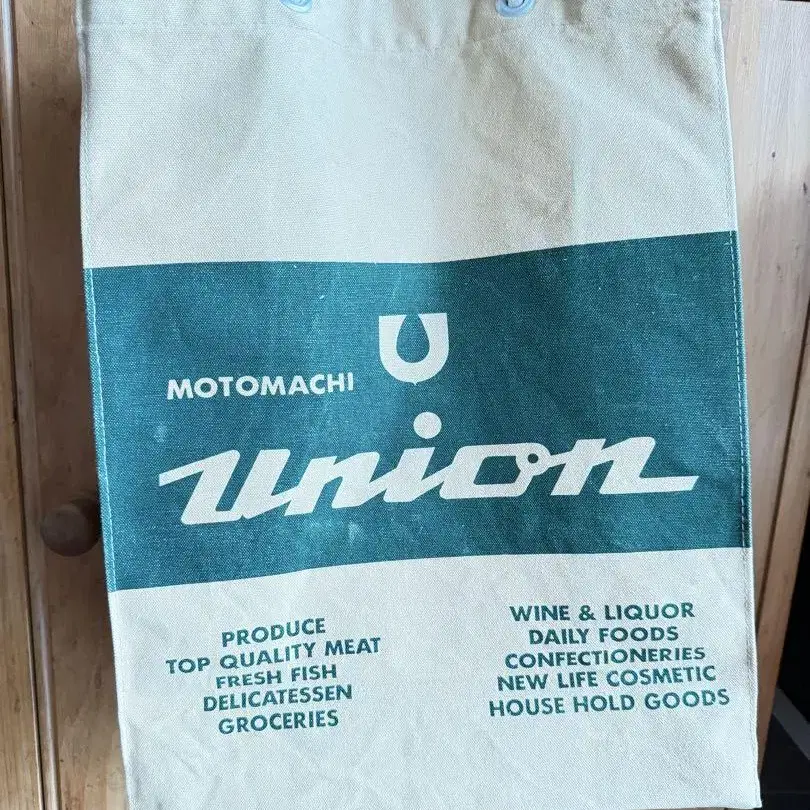 U
MOTOMACHI
union
PRODUCE
TOP QUALITY MEAT
FRESH FISH
DELICATESSEN
GROCERIES
WINE & LIQUOR
DAILY FOODS
CONFECTIONERIES
NEW LIFE COSMETIC
HOUSE HOLD GOODS